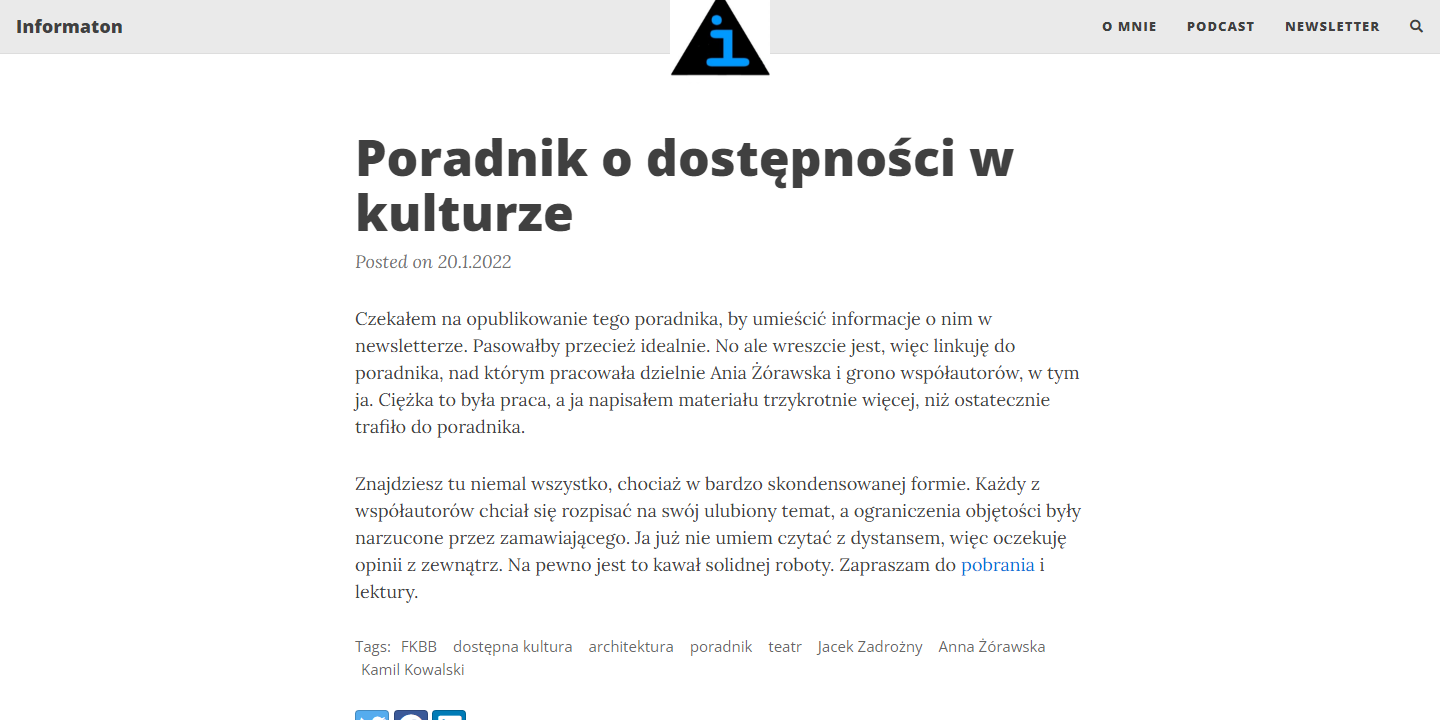 Informaton
i
O MNIE
PODCAST
NEWSLETTER
Poradnik o dostępności w
kulturze
Posted on 20.1.2022
Czekałem na opublikowanie tego poradnika, by umieścić informacje o nim w
newsletterze. Pasowałby przecież idealnie. No ale wreszcie jest, więc linkuję do
poradnika, nad którym pracowała dzielnie Ania Żórawska i grono współautorów, w tym
ja. Ciężka to była praca, a ja napisałem materiału trzykrotnie więcej, niż ostatecznie
trafiło do poradnika.
Znajdziesz tu niemal wszystko, chociaż w bardzo skondensowanej formie. Każdy z
współautorów chciał się rozpisać na swój ulubiony temat, a ograniczenia objętości były
narzucone przez zamawiającego. Ja już nie umiem czytać z dystansem, więc oczekuję
opinii z zewnątrz. Na pewno jest to kawał solidnej roboty. Zapraszam do pobrania i
lektury.
Tags: FKBB dostępna kultura architektura poradnik teatr Jacek Zadrożny Anna Żórawska
Kamil Kowalski